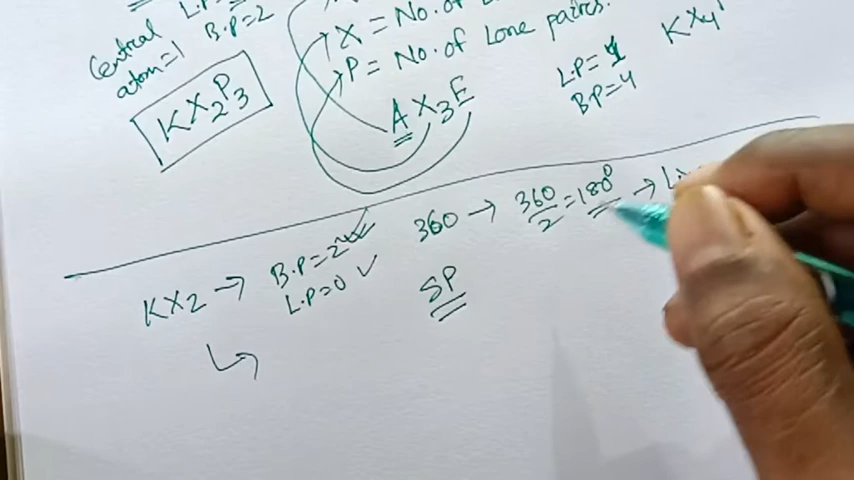 Central
atom=1 B.P=2
KX2P3
X = No. of
P = No. of Lone paires.
AX3E
L.P=1
B.P=4
KX4
KX2 → B.P=2
L.P=0 ✓
360 → 360/2 = 180° →
SP